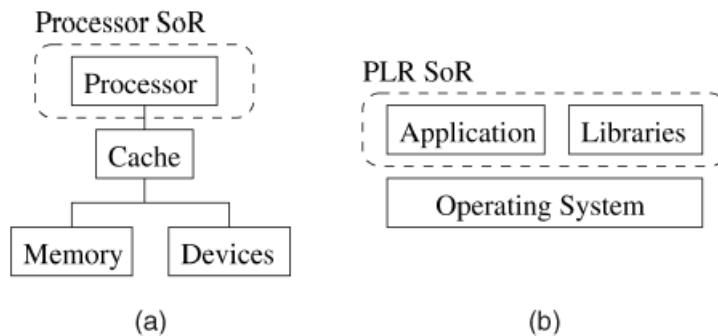 Processor SoR
Processor
Cache
Memory Devices
(a)
PLR SoR
Application Libraries
Operating System
(b)